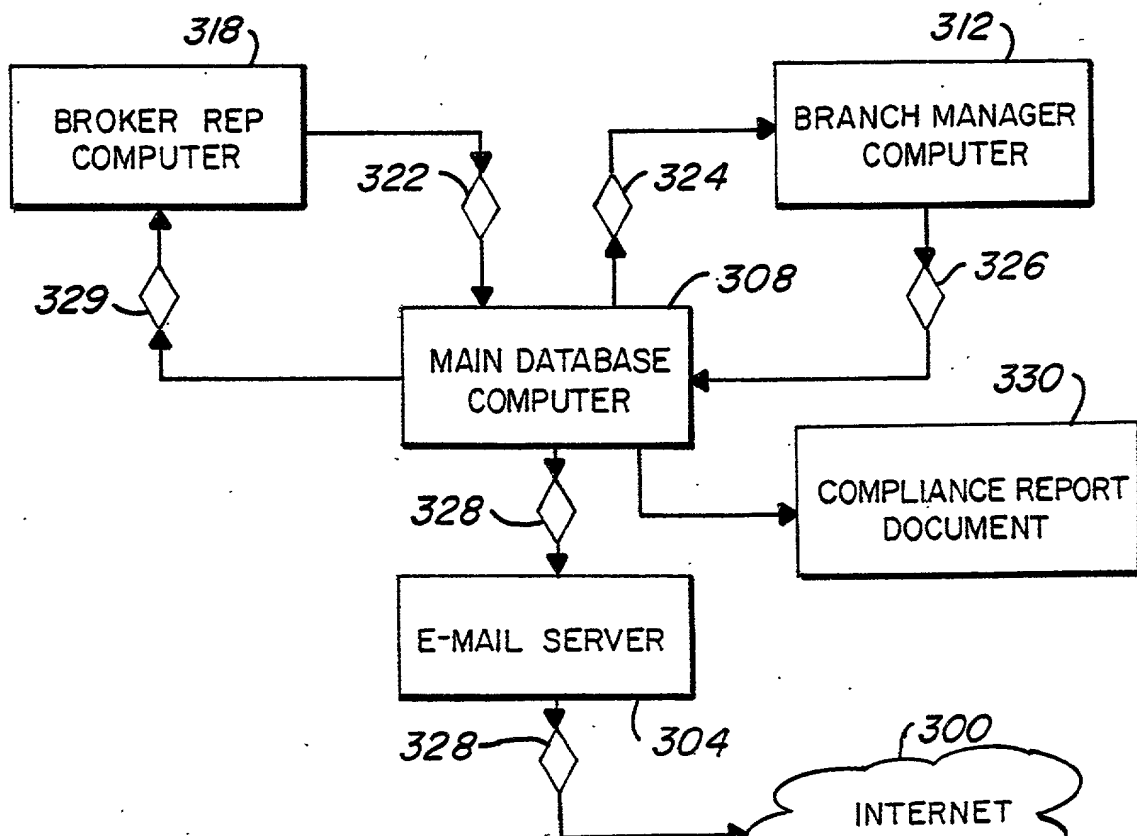 318
312
BROKER REP
COMPUTER
BRANCH MANAGER
COMPUTER
322
324
329
308
326
MAIN DATABASE
COMPUTER
330
COMPLIANCE REPORT
DOCUMENT
328
E-MAIL SERVER
328
304
300
INTERNET